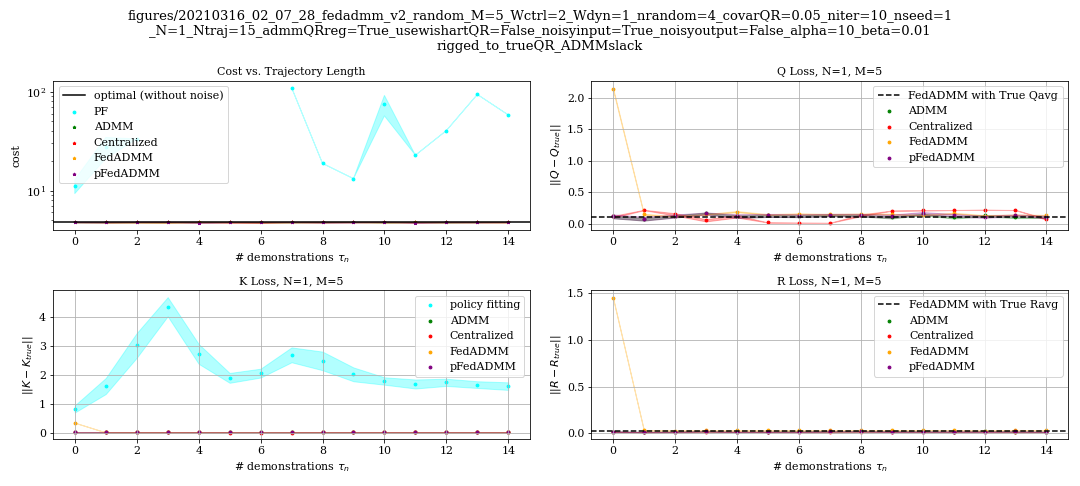 figures/20210316_02_07_28_fedadmm_v2_random_M=5_Wctrl=2_Wdyn=1_nrandom=4_covarQR=0.05_niter=10_nseed=1
_N=1_Ntraj=15_admmQRreg=True_usewishartQR=False_noisyinput=True_noisyoutput=False_alpha=10_beta=0.01
rigged_to_trueQR_ADMMslack
Cost vs. Trajectory Length
cost
10²
10¹
optimal (without noise)
PF
ADMM
Centralized
FedADMM
pFedADMM
0 2 4 6 8 10 12 14
# demonstrations τₙ
Q Loss, N=1, M=5
||Q − Q_true||
2.0
1.5
1.0
0.5
0.0
FedADMM with True Qavg
ADMM
Centralized
FedADMM
pFedADMM
0 2 4 6 8 10 12 14
# demonstrations τₙ
K Loss, N=1, M=5
||K − K_true||
4
3
2
1
0
policy fitting
ADMM
Centralized
FedADMM
pFedADMM
0 2 4 6 8 10 12 14
# demonstrations τₙ
R Loss, N=1, M=5
||R − R_true||
1.5
1.0
0.5
0.0
FedADMM with True Ravg
ADMM
Centralized
FedADMM
pFedADMM
0 2 4 6 8 10 12 14
# demonstrations τₙ